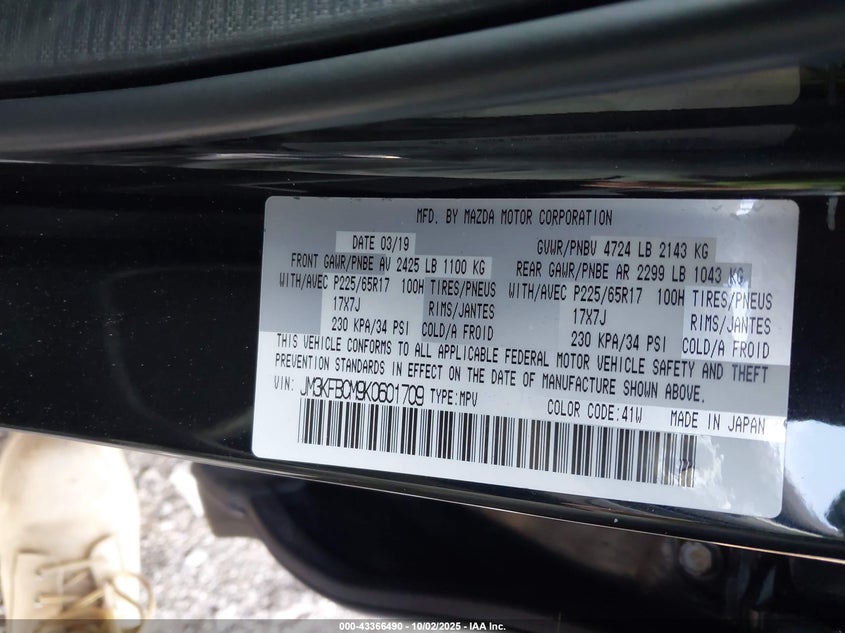 MFD. BY MAZDA MOTOR CORPORATION
DATE 03/19 GVWR/PNBV 4724 LB 2143 KG
FRONT GAWR/PNBE AV 2425 LB 1100 KG REAR GAWR/PNBE AR 2299 LB 1043 KG
WITH/AVEC P225/65R17 100H TIRES/PNEUS WITH/AVEC P225/65R17 100H TIRES/PNEUS
17X7J RIMS/JANTES 17X7J RIMS/JANTES
230 KPA/34 PSI COLD/A FROID 230 KPA/34 PSI COLD/A FROID
THIS VEHICLE CONFORMS TO ALL APPLICABLE FEDERAL MOTOR VEHICLE SAFETY AND THEFT
PREVENTION STANDARDS IN EFFECT ON THE DATE OF MANUFACTURE SHOWN ABOVE.
VIN: JM3KFBCM9K0601709 TYPE:MPV COLOR CODE:41W MADE IN JAPAN
000-43366490 - 10/02/2025 - IAA Inc.